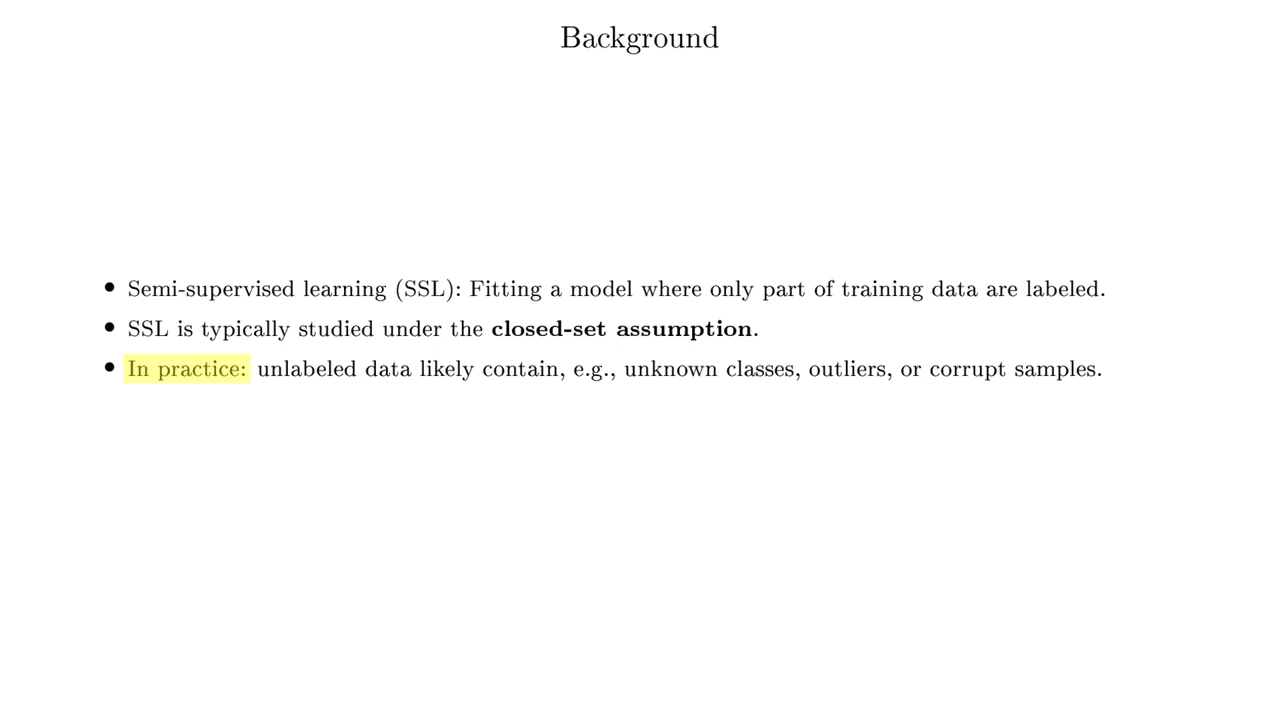 Background
• Semi-supervised learning (SSL): Fitting a model where only part of training data are labeled.
• SSL is typically studied under the closed-set assumption.
• In practice: unlabeled data likely contain, e.g., unknown classes, outliers, or corrupt samples.